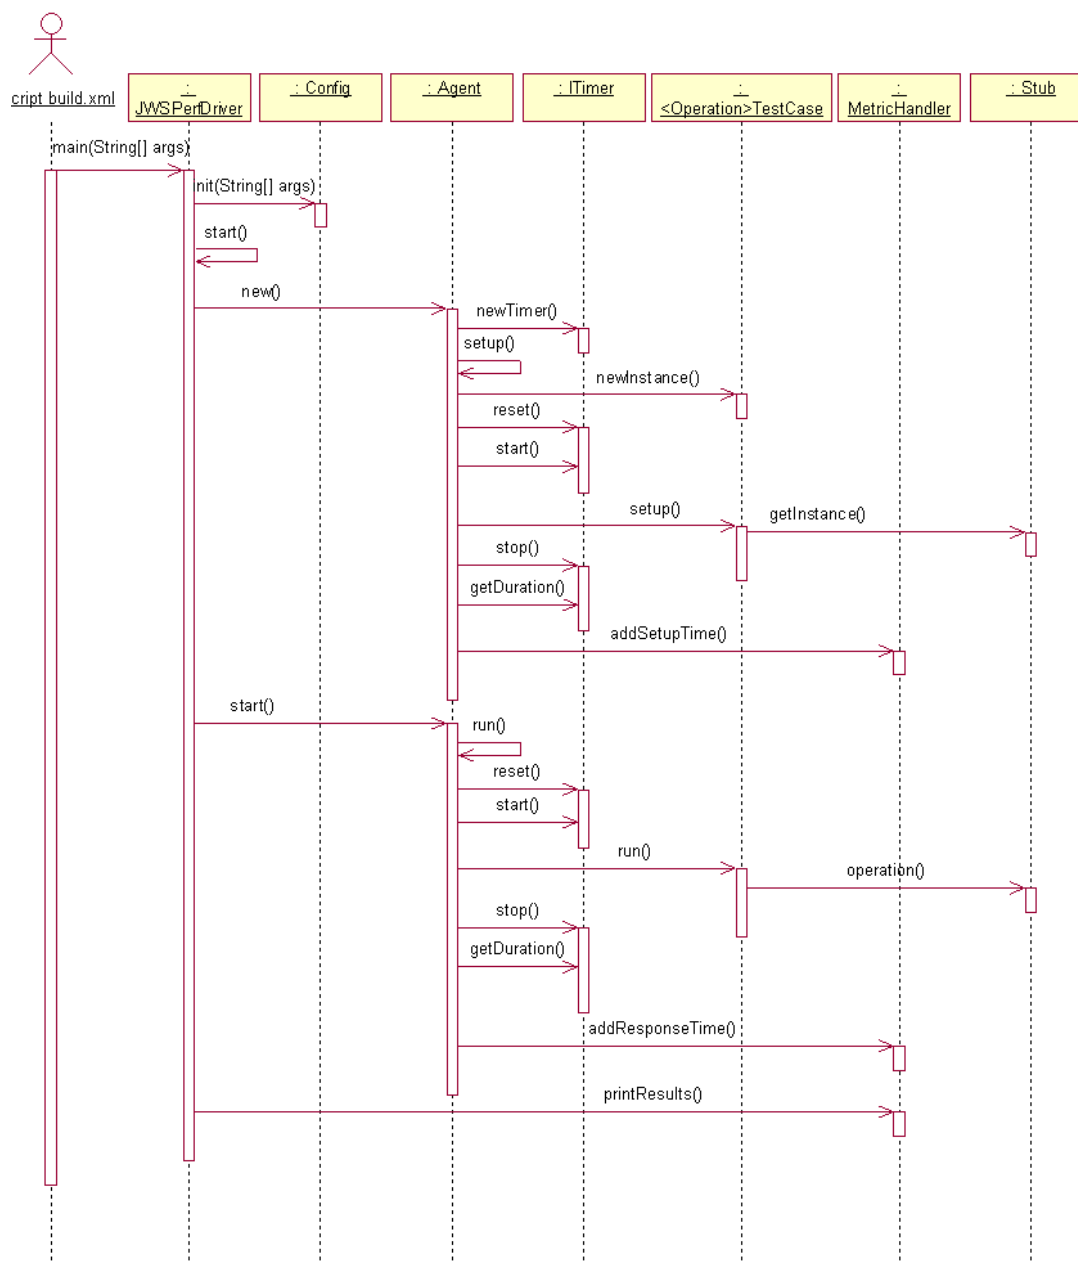 cript build.xml
:
JWSPerfDriver
: Config
: Agent
: ITimer
:
<Operation>TestCase
:
MetricHandler
: Stub
main(String[] args)
init(String[] args)
start()
new()
newTimer()
setup()
newInstance()
reset()
start()
setup()
getInstance()
stop()
getDuration()
addSetupTime()
start()
run()
reset()
start()
run()
operation()
stop()
getDuration()
addResponseTime()
printResults()